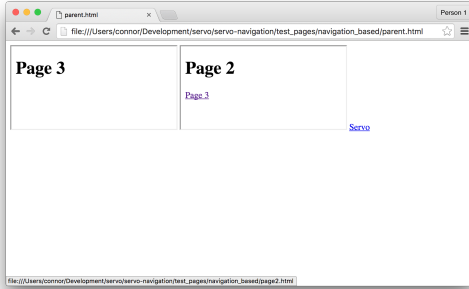 parent.html
Person 1
file:///Users/connor/Development/servo/servo-navigation/test_pages/navigation_based/parent.html
Page 3
Page 2
Page 3
Servo
file:///Users/connor/Development/servo/servo-navigation/test_pages/navigation_based/page2.html